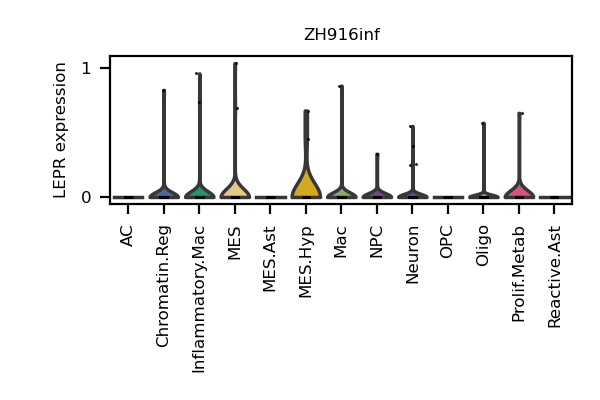 ZH916inf
LEPR expression
1
0
AC
Chromatin.Reg
Inflammatory.Mac
MES
MES.Ast
MES.Hyp
Mac
NPC
Neuron
OPC
Oligo
Prolif.Metab
Reactive.Ast